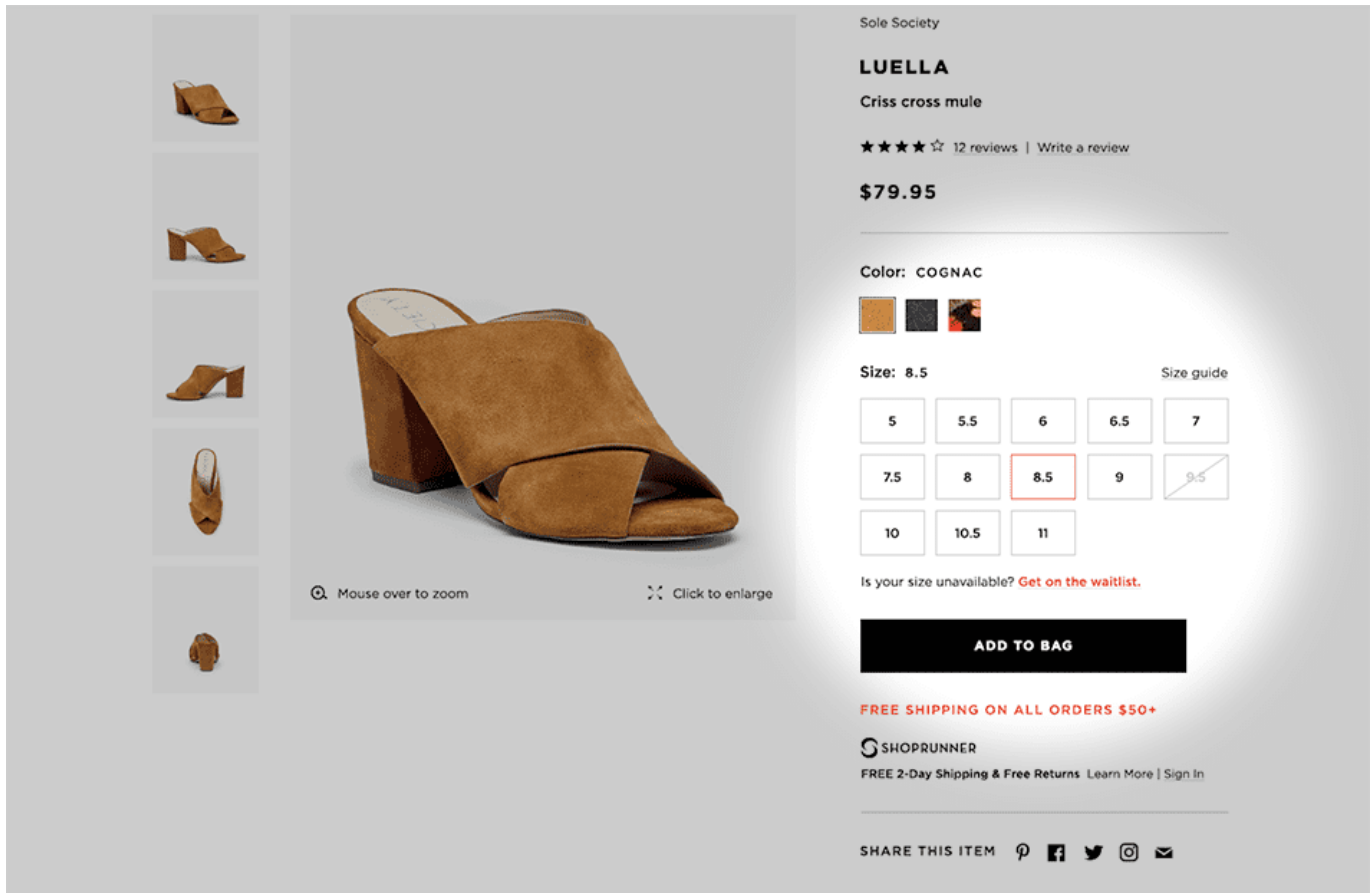 Sole Society
LUELLA
Criss cross mule
12 reviews | Write a review
$79.95
Color: COGNAC
Size: 8.5 Size guide
5 5.5 6 6.5 7
7.5 8 8.5 9 9.5
10 10.5 11
Is your size unavailable? Get on the waitlist.
ADD TO BAG
FREE SHIPPING ON ALL ORDERS $50+
SHOPRUNNER
FREE 2-Day Shipping & Free Returns Learn More | Sign In
SHARE THIS ITEM
Mouse over to zoom
Click to enlarge